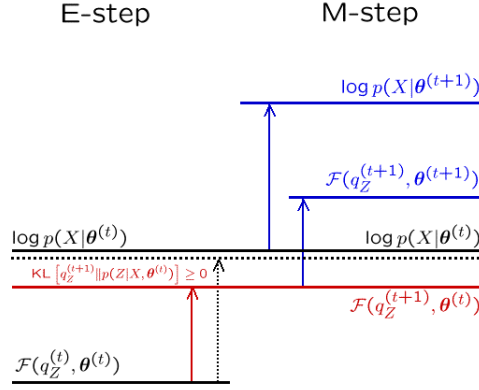 E-step M-step
log p(X|θ^(t+1))
F(q_Z^(t+1), θ^(t+1))
log p(X|θ^(t)) log p(X|θ^(t))
KL [q_Z^(t+1)‖p(Z|X, θ^(t))] ≥ 0
F(q_Z^(t+1), θ^(t))
F(q_Z^(t), θ^(t))